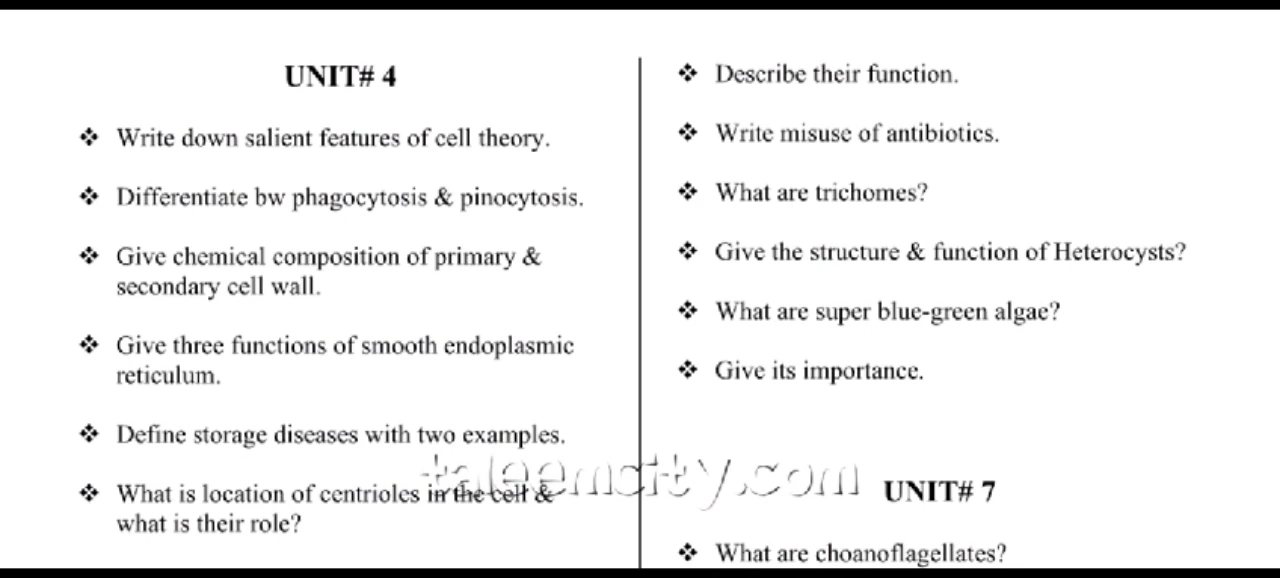 UNIT# 4
❖ Write down salient features of cell theory.
❖ Differentiate bw phagocytosis & pinocytosis.
❖ Give chemical composition of primary &
secondary cell wall.
❖ Give three functions of smooth endoplasmic
reticulum.
❖ Define storage diseases with two examples.
❖ What is location of centrioles in the cell &
what is their role?
❖ Describe their function.
❖ Write misuse of antibiotics.
❖ What are trichomes?
❖ Give the structure & function of Heterocysts?
❖ What are super blue-green algae?
❖ Give its importance.
taleemcity.com
UNIT# 7
❖ What are choanoflagellates?